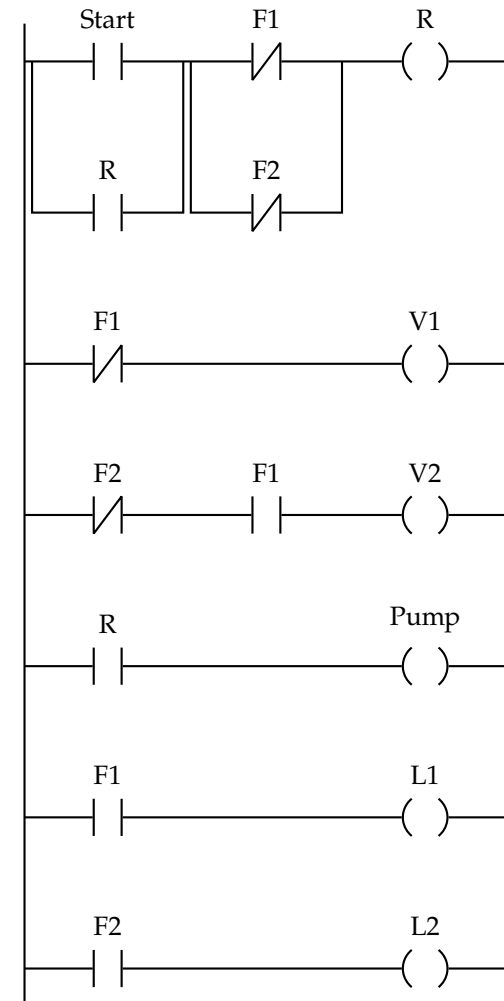 Start F1 R
R F2
F1 V1
F2 F1 V2
R Pump
F1 L1
F2 L2